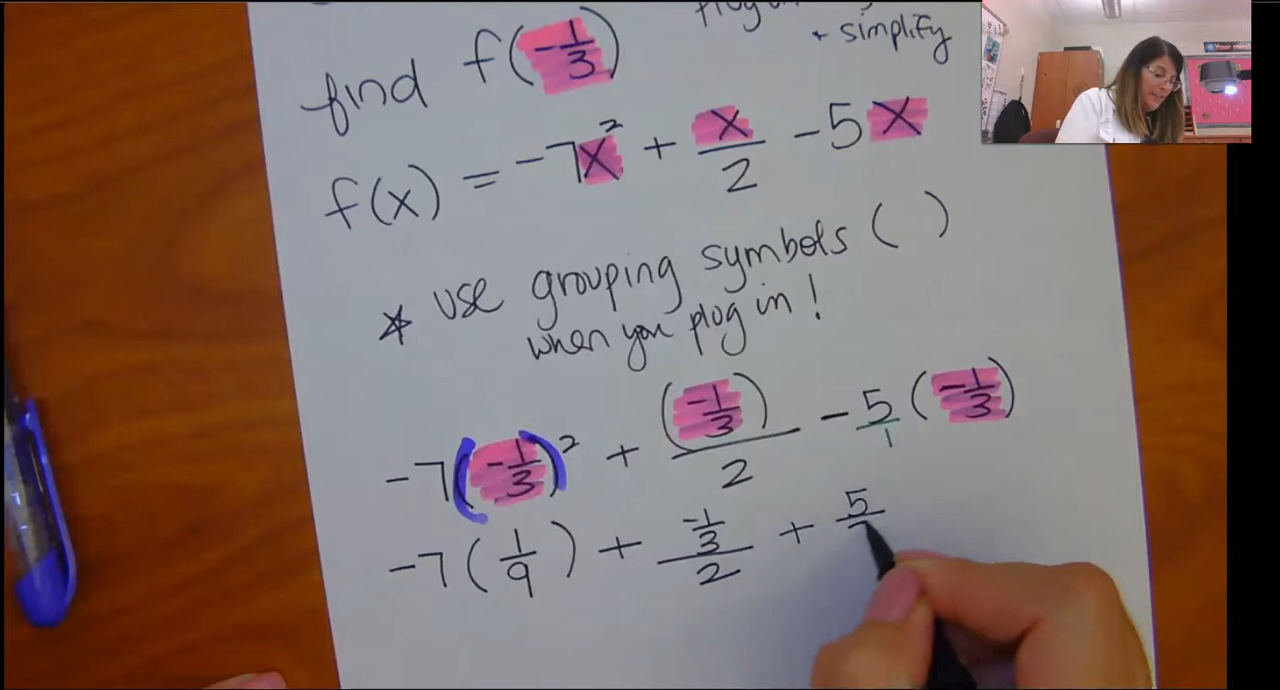 + simplify
find f(-1/3)
f(x) = -7x² + x/2 - 5x
* use grouping symbols ( )
when you plug in !
-7(-1/3)² + (-1/3)/2 - 5/1 (-1/3)
-7(1/9) + (-1/3)/2 + 5/